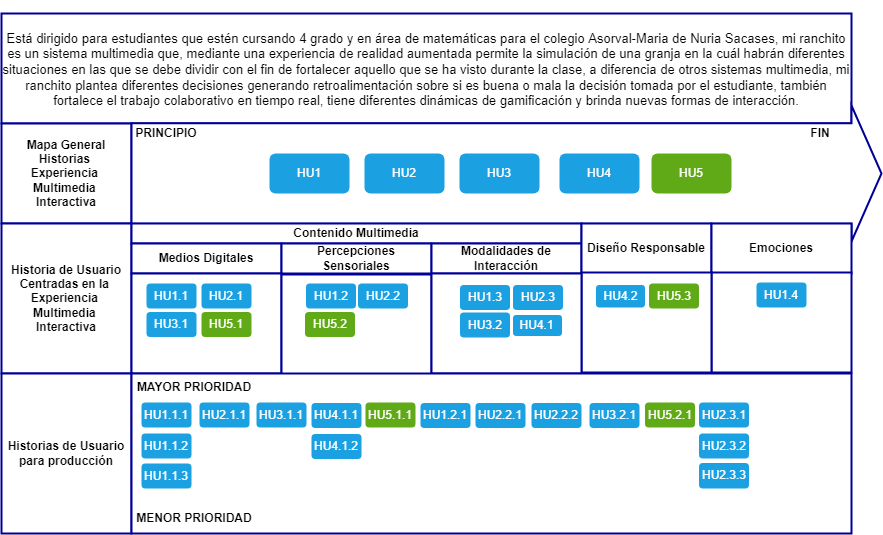 Está dirigido para estudiantes que estén cursando 4 grado y en área de matemáticas para el colegio Asorval-Maria de Nuria Sacases, mi ranchito
es un sistema multimedia que, mediante una experiencia de realidad aumentada permite la simulación de una granja en la cuál habrán diferentes
situaciones en las que se debe dividir con el fin de fortalecer aquello que se ha visto durante la clase, a diferencia de otros sistemas multimedia, mi
ranchito plantea diferentes decisiones generando retroalimentación sobre si es buena o mala la decisión tomada por el estudiante, también
fortalece el trabajo colaborativo en tiempo real, tiene diferentes dinámicas de gamificación y brinda nuevas formas de interacción.
Mapa General
Historias
Experiencia
Multimedia
Interactiva
PRINCIPIO
FIN
HU1
HU2
HU3
HU4
HU5
Historia de Usuario
Centradas en la
Experiencia
Multimedia
Interactiva
Contenido Multimedia
Medios Digitales
Percepciones
Sensoriales
Modalidades de
Interacción
Diseño Responsable
Emociones
HU1.1
HU2.1
HU3.1
HU5.1
HU1.2
HU2.2
HU5.2
HU1.3
HU2.3
HU3.2
HU4.1
HU4.2
HU5.3
HU1.4
Historias de Usuario
para producción
MAYOR PRIORIDAD
HU1.1.1
HU2.1.1
HU3.1.1
HU4.1.1
HU5.1.1
HU1.2.1
HU2.2.1
HU2.2.2
HU3.2.1
HU5.2.1
HU2.3.1
HU1.1.2
HU4.1.2
HU2.3.2
HU1.1.3
HU2.3.3
MENOR PRIORIDAD